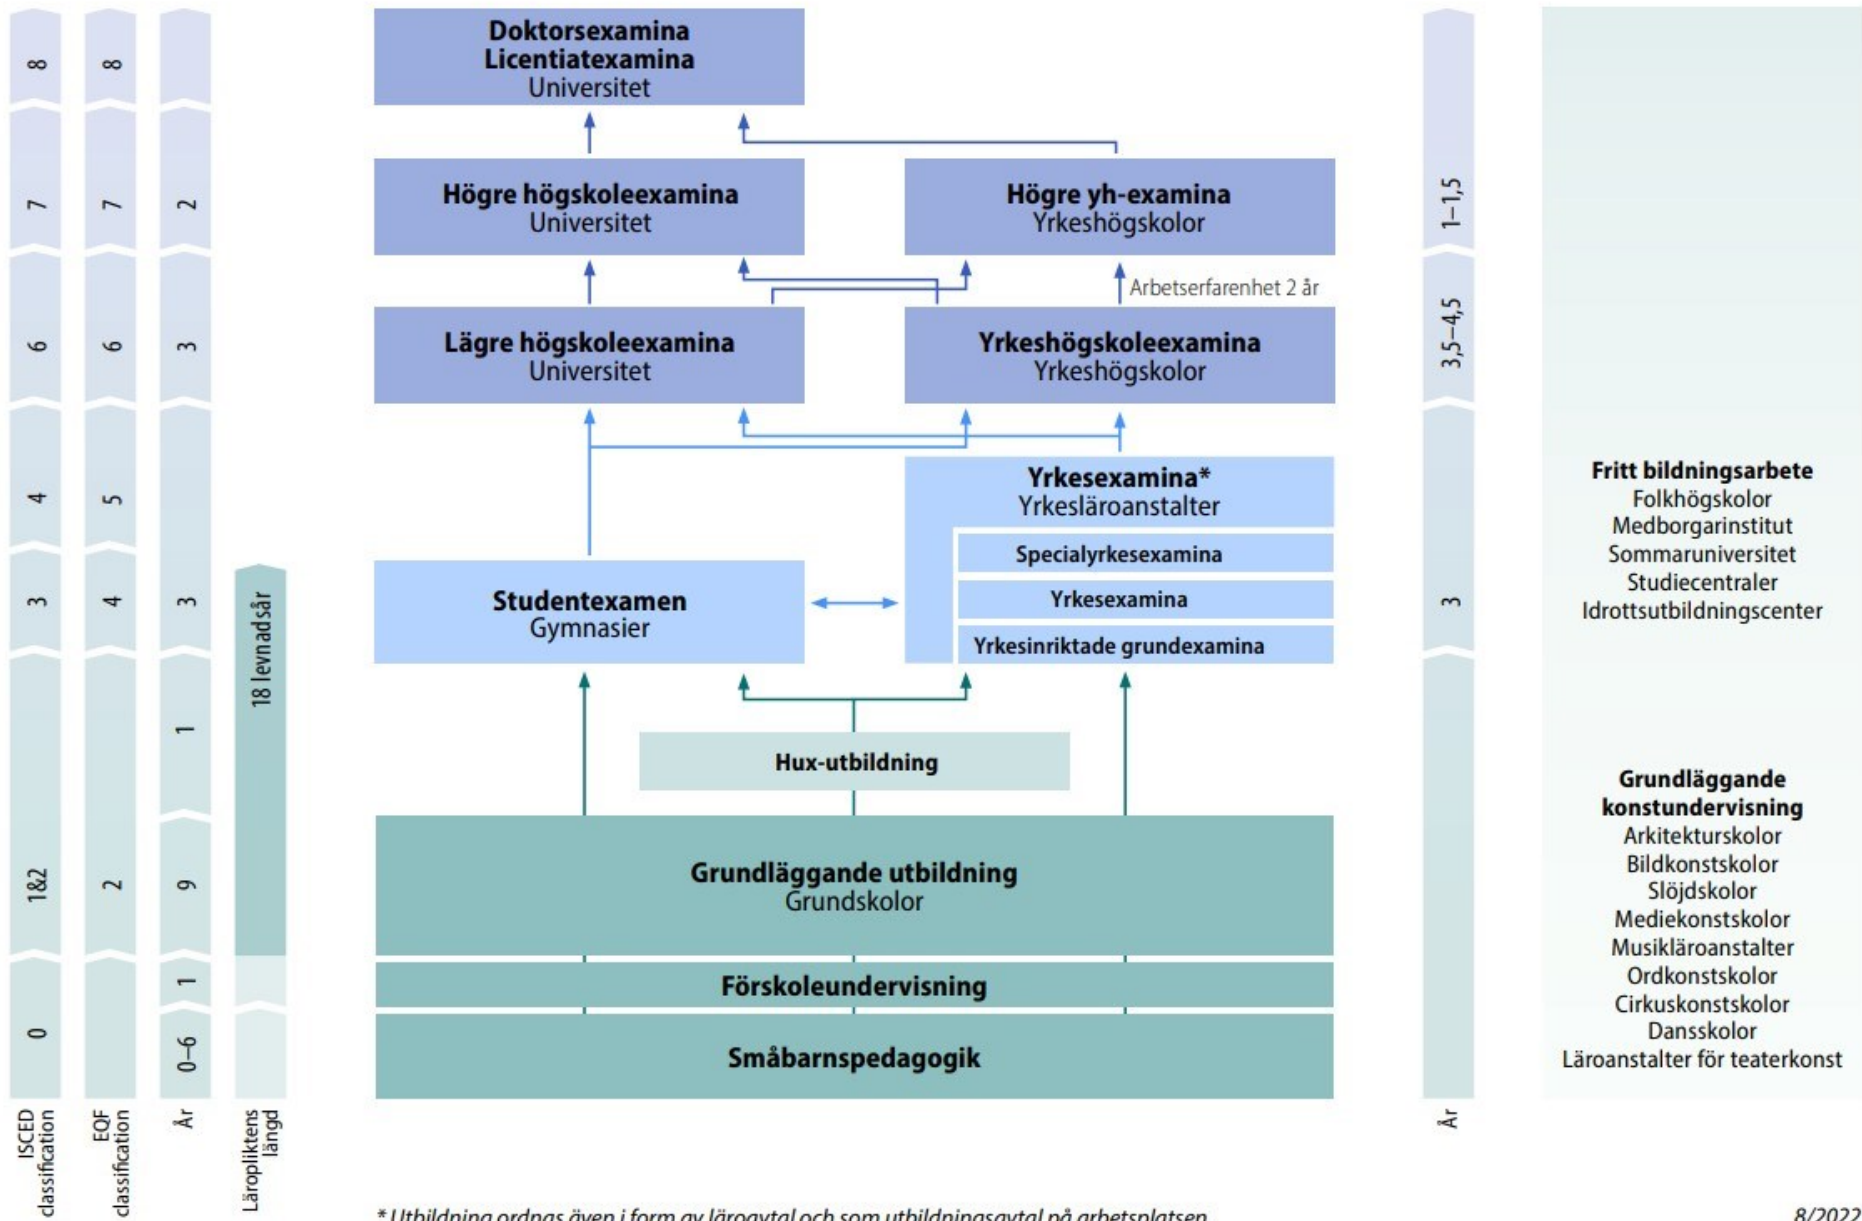 8
8
Doktorsexamina
Licentiatexamina
Universitet
7
7
2
Högre högskoleexamina
Universitet
Högre yh-examina
Yrkeshögskolor
1–1,5
Arbetserfarenhet 2 år
6
6
3
Lägre högskoleexamina
Universitet
Yrkeshögskoleexamina
Yrkeshögskolor
3,5–4,5
4
5
Yrkesexamina*
Yrkesläroanstalter
Specialyrkesexamina
Yrkesexamina
Yrkesinriktade grundexamina
3
4
3
18 levnadsår
Studentexamen
Gymnasier
3
1
Hux-utbildning
1&2
2
9
Grundläggande utbildning
Grundskolor
1
Förskoleundervisning
0
0–6
Småbarnspedagogik
ISCED
classification
EQF
classification
År
Läropliktens
längd
År
Fritt bildningsarbete
Folkhögskolor
Medborgarinstitut
Sommaruniversitet
Studiecentraler
Idrottsutbildningscenter
Grundläggande
konstundervisning
Arkitekturskolor
Bildkonstskolor
Slöjdskolor
Mediekonstskolor
Musikläroanstalter
Ordkonstskolor
Cirkuskonstskolor
Dansskolor
Läroanstalter för teaterkonst
* Utbildning ordnas även i form av läroavtal och som utbildningsavtal på arbetsplatsen
8/2022